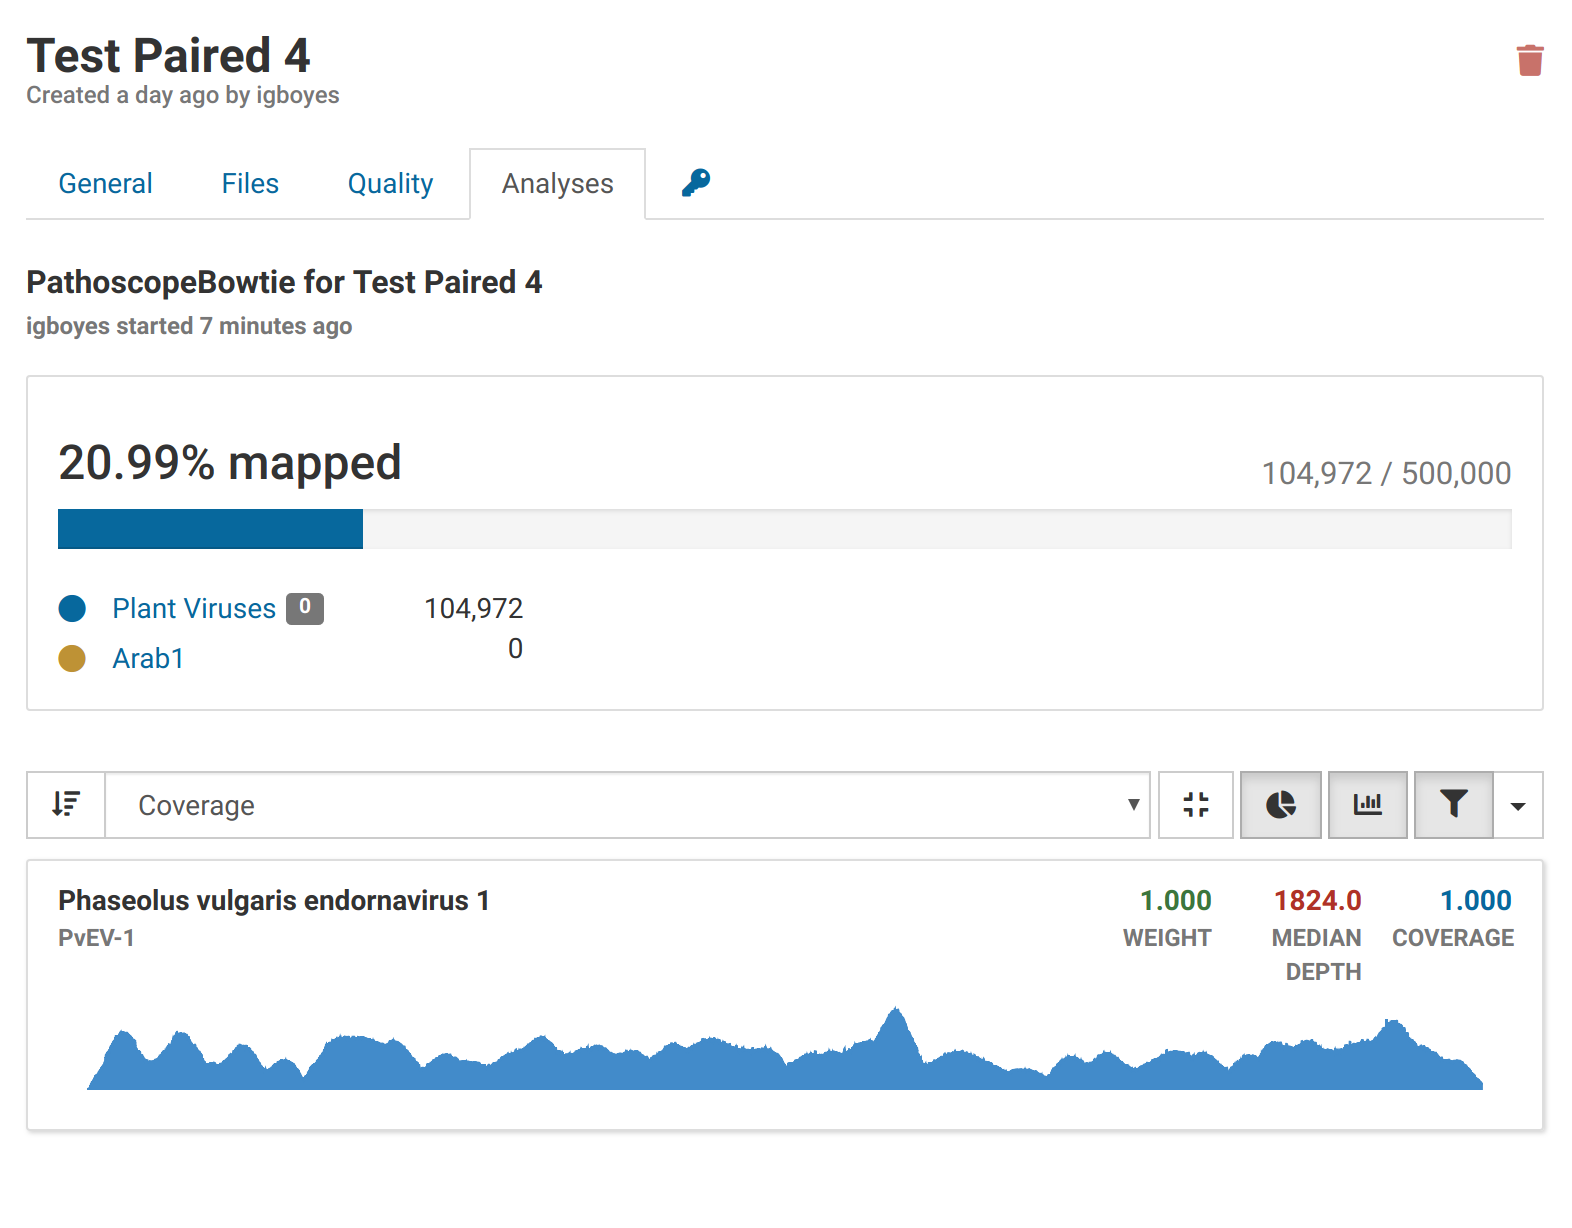 Test Paired 4
Created a day ago by igboyes
General Files Quality Analyses
PathoscopeBowtie for Test Paired 4
igboyes started 7 minutes ago
20.99% mapped
104,972 / 500,000
Plant Viruses 0 104,972
Arab1 0
Coverage
Phaseolus vulgaris endornavirus 1 1.000 1824.0 1.000
PvEV-1 WEIGHT MEDIAN COVERAGE
DEPTH